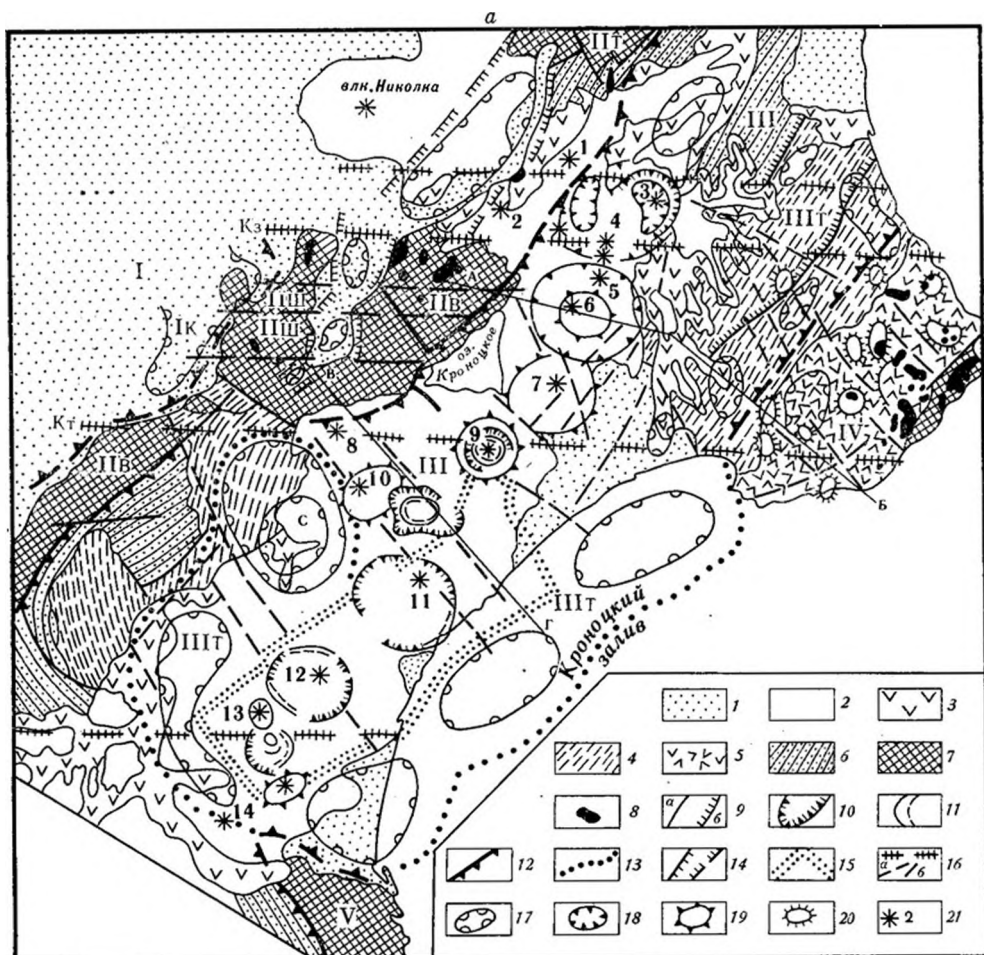 а
IIт
влк. Николка
III
1
3
2
Кз
4
IIIт
I
А
5
IIШ
IIв
6
IIШ
Iк
оз. Кроноцкое
В
7
Кт
8
9
IV
IIв
III
10
Б
С
11
IIIт
Г
Кроноцкий
залив
IIIт
12
13
14
V
1 2 3
4 5 6 7
8 а б 9 10 11
12 13 14 15 а б 16
17 18 19 20 2 21